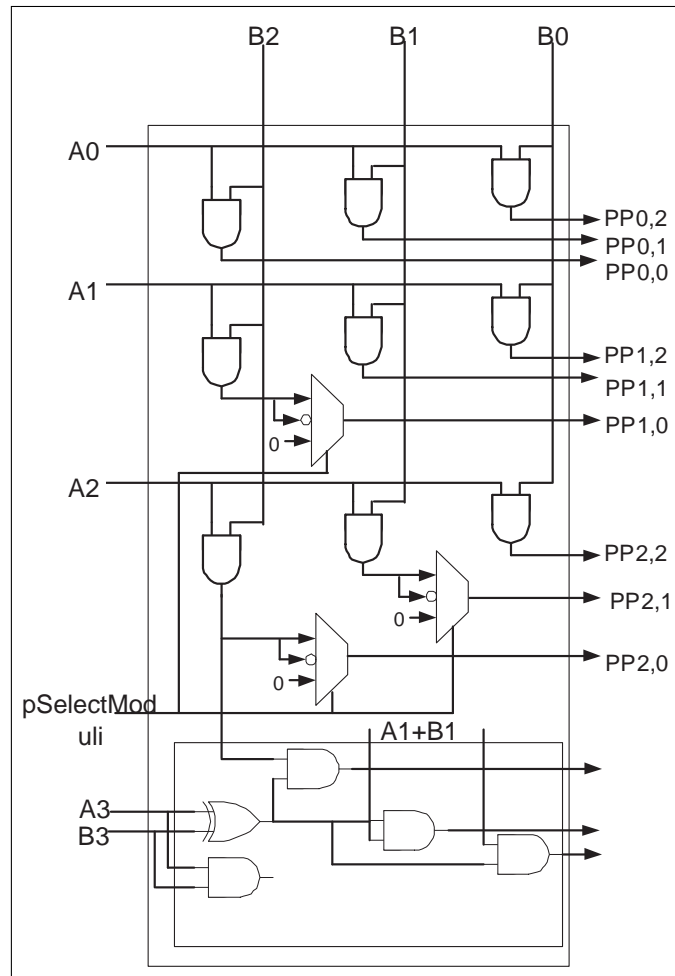 B2 B1 B0
A0
PP0,2
PP0,1
PP0,0
A1
PP1,2
PP1,1
PP1,0
0
A2
PP2,2
PP2,1
0
PP2,0
0
pSelectMod
uli
A1+B1
A3
B3